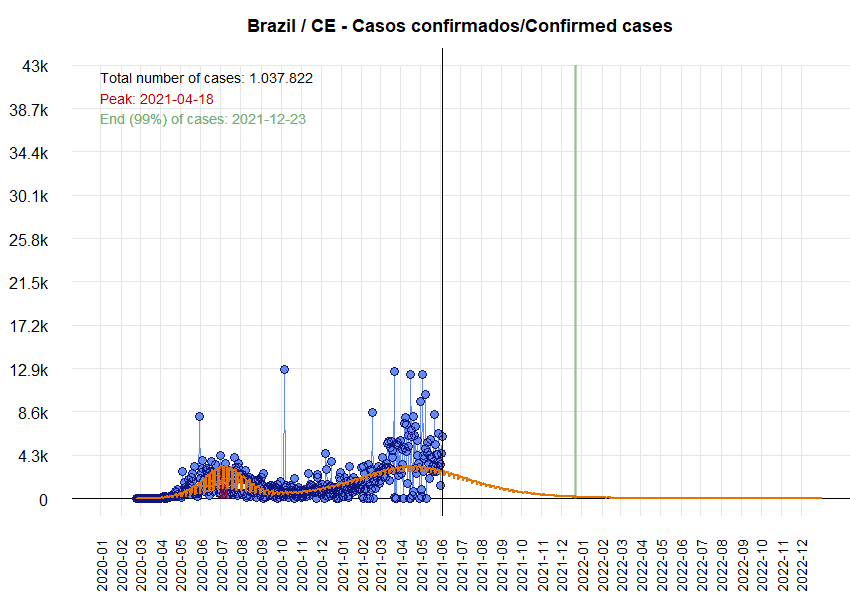 Brazil / CE - Casos confirmados/Confirmed cases
Total number of cases: 1.037.822
Peak: 2021-04-18
End (99%) of cases: 2021-12-23
43k
38.7k
34.4k
30.1k
25.8k
21.5k
17.2k
12.9k
8.6k
4.3k
0
2020-01
2020-02
2020-03
2020-04
2020-05
2020-06
2020-07
2020-08
2020-09
2020-10
2020-11
2020-12
2021-01
2021-02
2021-03
2021-04
2021-05
2021-06
2021-07
2021-08
2021-09
2021-10
2021-11
2021-12
2022-01
2022-02
2022-03
2022-04
2022-05
2022-06
2022-07
2022-08
2022-09
2022-10
2022-11
2022-12